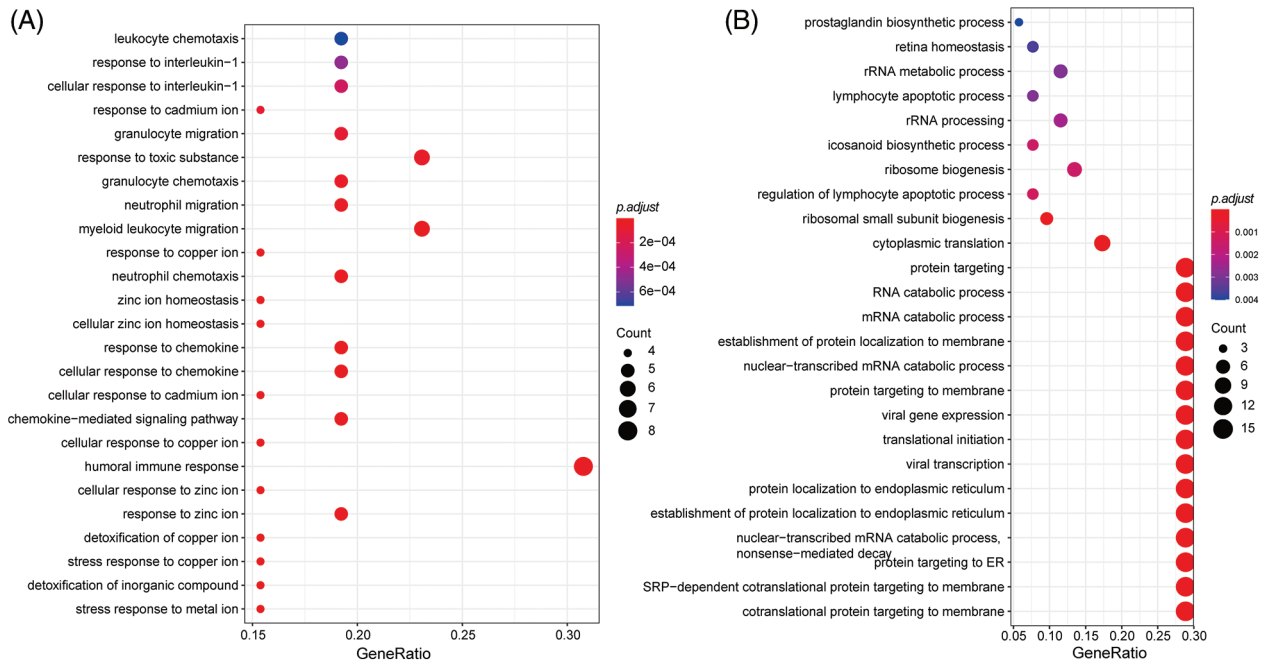 (A)
leukocyte chemotaxis
response to interleukin−1
cellular response to interleukin−1
response to cadmium ion
granulocyte migration
response to toxic substance
granulocyte chemotaxis
neutrophil migration
myeloid leukocyte migration
response to copper ion
neutrophil chemotaxis
zinc ion homeostasis
cellular zinc ion homeostasis
response to chemokine
cellular response to chemokine
cellular response to cadmium ion
chemokine−mediated signaling pathway
cellular response to copper ion
humoral immune response
cellular response to zinc ion
response to zinc ion
detoxification of copper ion
stress response to copper ion
detoxification of inorganic compound
stress response to metal ion
0.15 0.20 0.25 0.30
GeneRatio
p.adjust
2e−04
4e−04
6e−04
Count
4
5
6
7
8
(B)
prostaglandin biosynthetic process
retina homeostasis
rRNA metabolic process
lymphocyte apoptotic process
rRNA processing
icosanoid biosynthetic process
ribosome biogenesis
regulation of lymphocyte apoptotic process
ribosomal small subunit biogenesis
cytoplasmic translation
protein targeting
RNA catabolic process
mRNA catabolic process
establishment of protein localization to membrane
nuclear−transcribed mRNA catabolic process
protein targeting to membrane
viral gene expression
translational initiation
viral transcription
protein localization to endoplasmic reticulum
establishment of protein localization to endoplasmic reticulum
nuclear−transcribed mRNA catabolic process,
nonsense−mediated decay
protein targeting to ER
SRP−dependent cotranslational protein targeting to membrane
cotranslational protein targeting to membrane
0.05 0.10 0.15 0.20 0.25 0.30
GeneRatio
p.adjust
0.001
0.002
0.003
0.004
Count
3
6
9
12
15